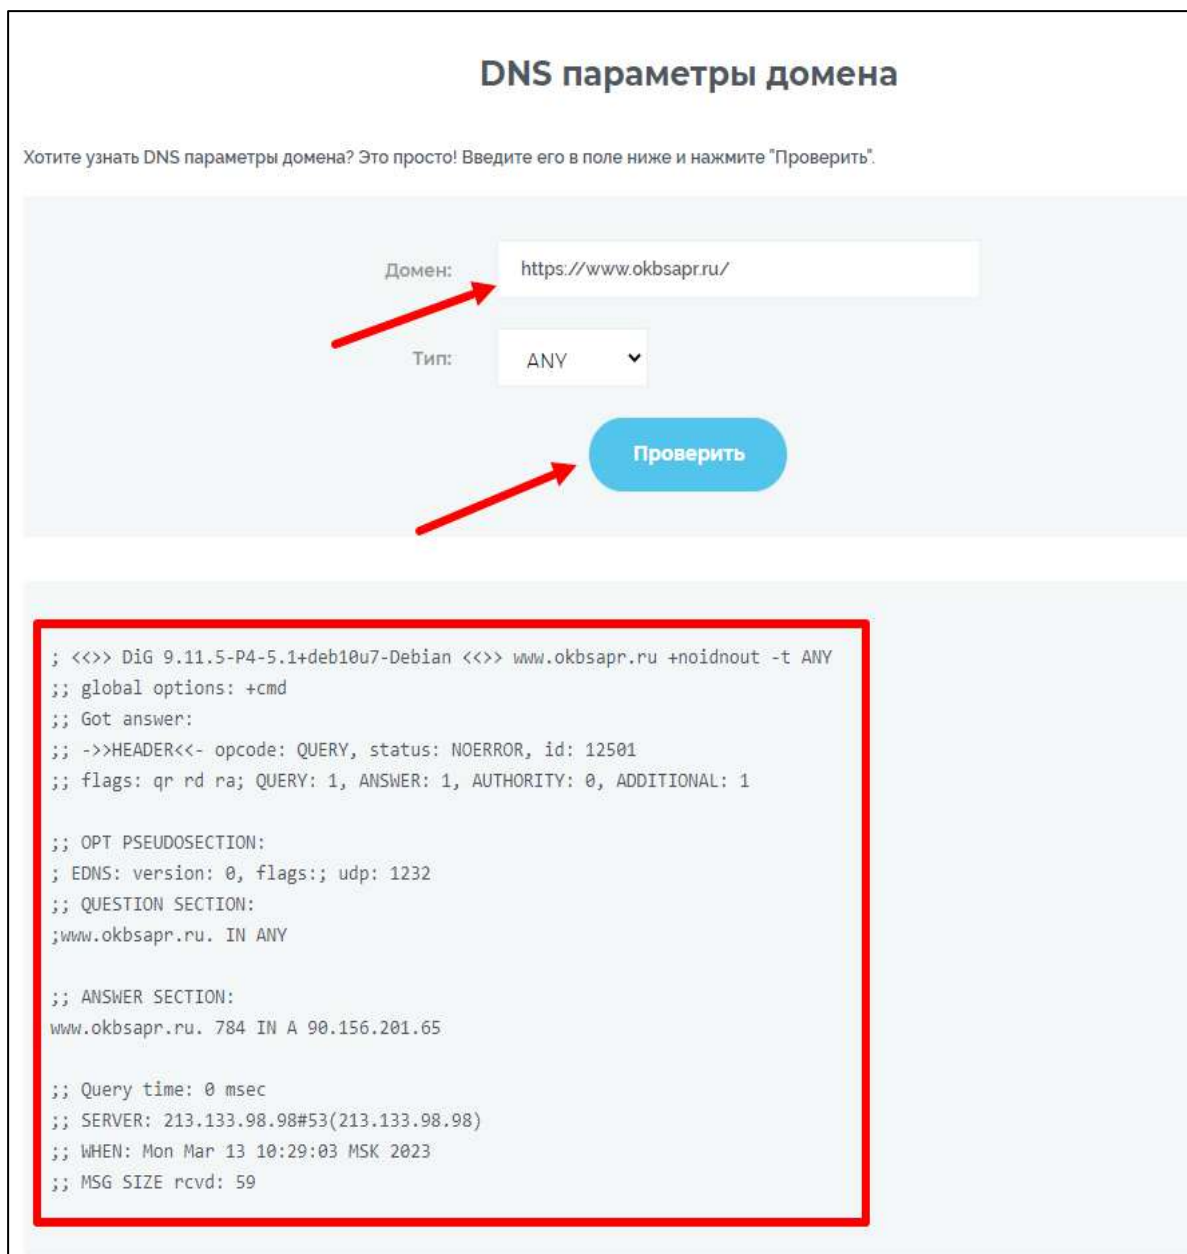 DNS параметры домена
Хотите узнать DNS параметры домена? Это просто! Введите его в поле ниже и нажмите "Проверить".
Домен: https://www.okbsapr.ru/
Тип: ANY
Проверить
; <<>> DiG 9.11.5-P4-5.1+deb10u7-Debian <<>> www.okbsapr.ru +noidnout -t ANY
;; global options: +cmd
;; Got answer:
;; ->>HEADER<<- opcode: QUERY, status: NOERROR, id: 12501
;; flags: qr rd ra; QUERY: 1, ANSWER: 1, AUTHORITY: 0, ADDITIONAL: 1
;; OPT PSEUDOSECTION:
; EDNS: version: 0, flags:; udp: 1232
;; QUESTION SECTION:
;www.okbsapr.ru. IN ANY
;; ANSWER SECTION:
www.okbsapr.ru. 784 IN A 90.156.201.65
;; Query time: 0 msec
;; SERVER: 213.133.98.98#53(213.133.98.98)
;; WHEN: Mon Mar 13 10:29:03 MSK 2023
;; MSG SIZE rcvd: 59